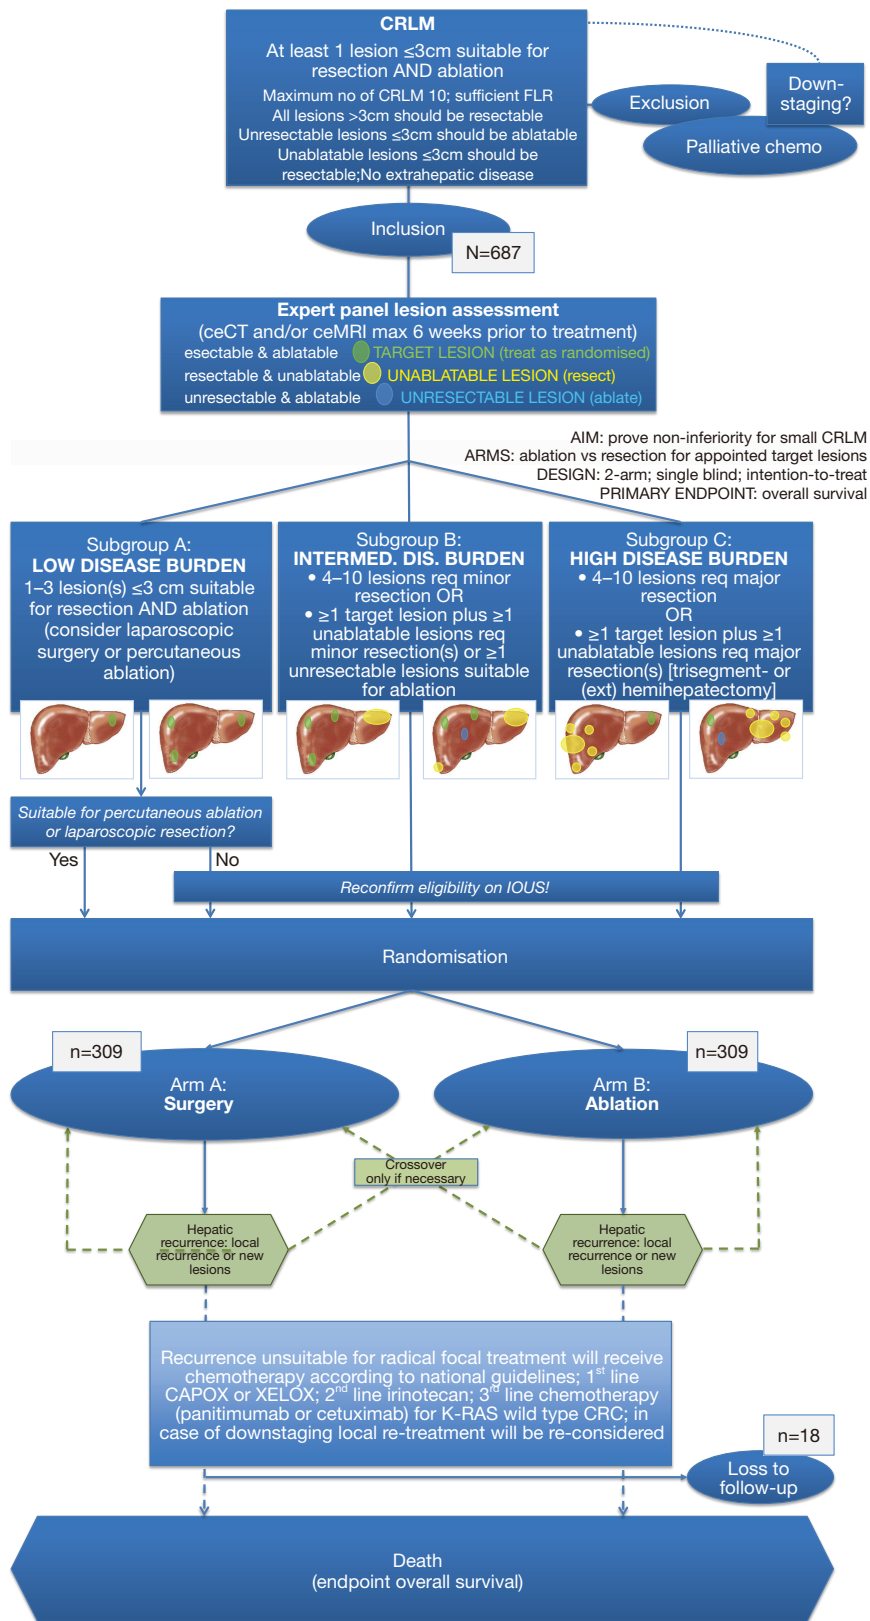 CRLM
At least 1 lesion ≤3cm suitable for
resection AND ablation
Maximum no of CRLM 10; sufficient FLR
All lesions >3cm should be resectable
Unresectable lesions ≤3cm should be ablatable
Unablatable lesions ≤3cm should be
resectable;No extrahepatic disease
Exclusion
Down-
staging?
Palliative chemo
Inclusion
N=687
Expert panel lesion assessment
(ceCT and/or ceMRI max 6 weeks prior to treatment)
esectable & ablatable TARGET LESION (treat as randomised)
resectable & unablatable UNABLATABLE LESION (resect)
unresectable & ablatable UNRESECTABLE LESION (ablate)
AIM: prove non-inferiority for small CRLM
ARMS: ablation vs resection for appointed target lesions
DESIGN: 2-arm; single blind; intention-to-treat
PRIMARY ENDPOINT: overall survival
Subgroup A:
LOW DISEASE BURDEN
1–3 lesion(s) ≤3 cm suitable
for resection AND ablation
(consider laparoscopic
surgery or percutaneous
ablation)
Subgroup B:
INTERMED. DIS. BURDEN
• 4–10 lesions req minor
resection OR
• ≥1 target lesion plus ≥1
unablatable lesions req
minor resection(s) or ≥1
unresectable lesions suitable
for ablation
Subgroup C:
HIGH DISEASE BURDEN
• 4–10 lesions req major
resection
OR
• ≥1 target lesion plus ≥1
unablatable lesions req major
resection(s) [trisegment- or
(ext) hemihepatectomy]
Suitable for percutaneous ablation
or laparoscopic resection?
Yes
No
Reconfirm eligibility on IOUS!
Randomisation
n=309
Arm A:
Surgery
n=309
Arm B:
Ablation
Crossover
only if necessary
Hepatic
recurrence: local
recurrence or new
lesions
Hepatic
recurrence: local
recurrence or new
lesions
Recurrence unsuitable for radical focal treatment will receive
chemotherapy according to national guidelines; 1st line
CAPOX or XELOX; 2nd line irinotecan; 3rd line chemotherapy
(panitimumab or cetuximab) for K-RAS wild type CRC; in
case of downstaging local re-treatment will be re-considered
n=18
Loss to
follow-up
Death
(endpoint overall survival)